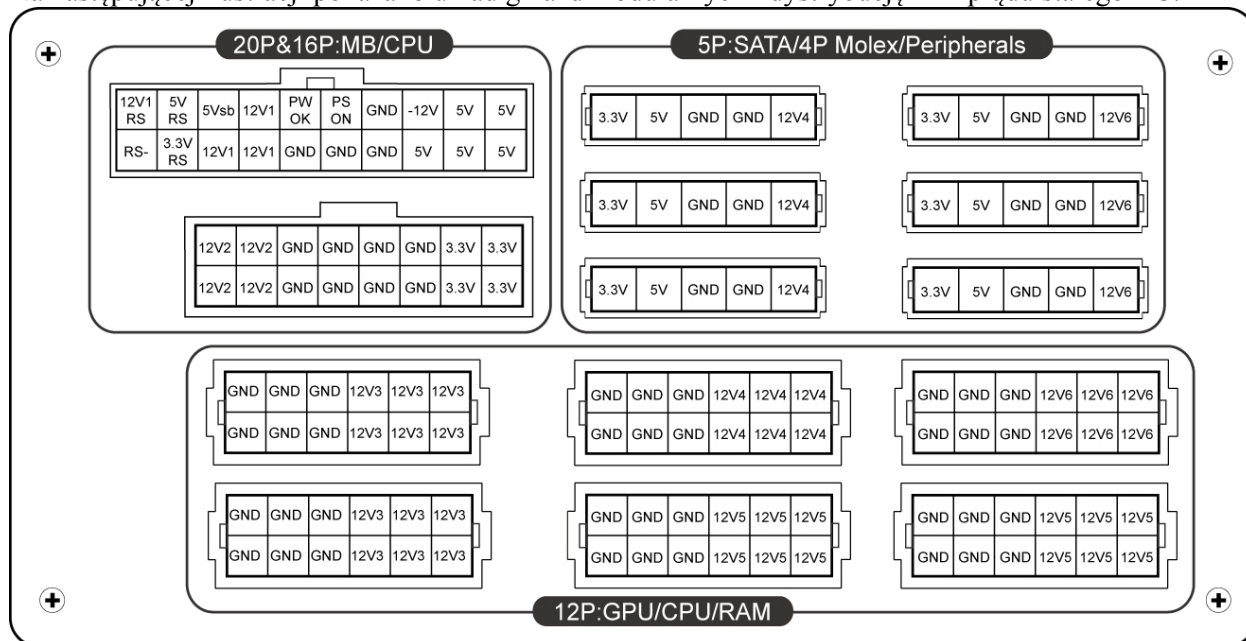 20P&16P:MB/CPU
12V1 RS 5V RS 5Vsb 12V1 PW OK PS ON GND -12V 5V 5V
RS- 3.3V RS 12V1 12V1 GND GND GND 5V 5V 5V
12V2 12V2 GND GND GND GND 3.3V 3.3V
12V2 12V2 GND GND GND GND 3.3V 3.3V
5P:SATA/4P Molex/Peripherals
3.3V 5V GND GND 12V4
3.3V 5V GND GND 12V6
3.3V 5V GND GND 12V4
3.3V 5V GND GND 12V6
3.3V 5V GND GND 12V4
3.3V 5V GND GND 12V6
GND GND GND 12V3 12V3 12V3
GND GND GND 12V3 12V3 12V3
GND GND GND 12V4 12V4 12V4
GND GND GND 12V4 12V4 12V4
GND GND GND 12V6 12V6 12V6
GND GND GND 12V6 12V6 12V6
GND GND GND 12V3 12V3 12V3
GND GND GND 12V3 12V3 12V3
GND GND GND 12V5 12V5 12V5
GND GND GND 12V5 12V5 12V5
GND GND GND 12V5 12V5 12V5
GND GND GND 12V5 12V5 12V5
12P:GPU/CPU/RAM